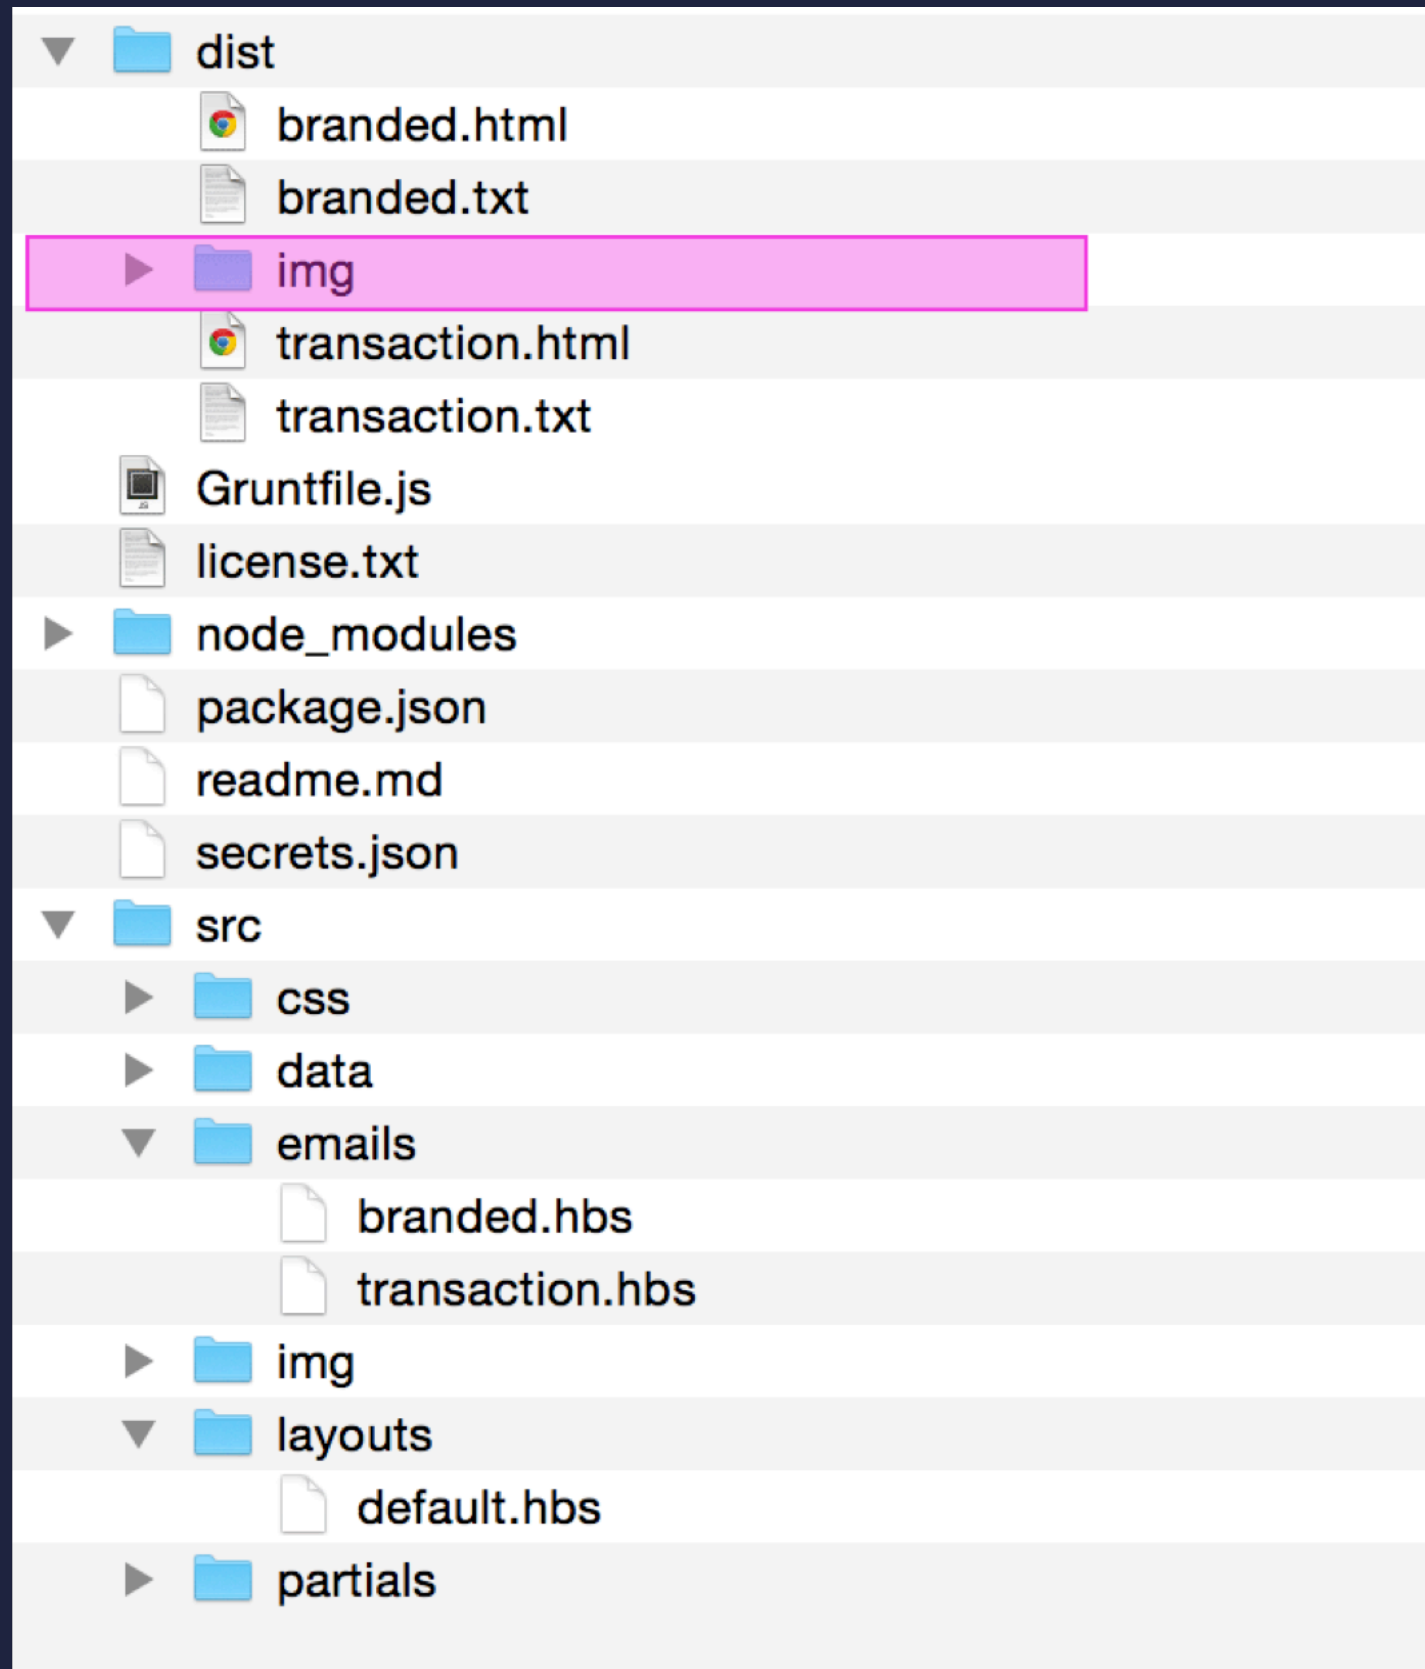 dist
branded.html
branded.txt
img
transaction.html
transaction.txt
Gruntfile.js
license.txt
node_modules
package.json
readme.md
secrets.json
src
css
data
emails
branded.hbs
transaction.hbs
img
layouts
default.hbs
partials